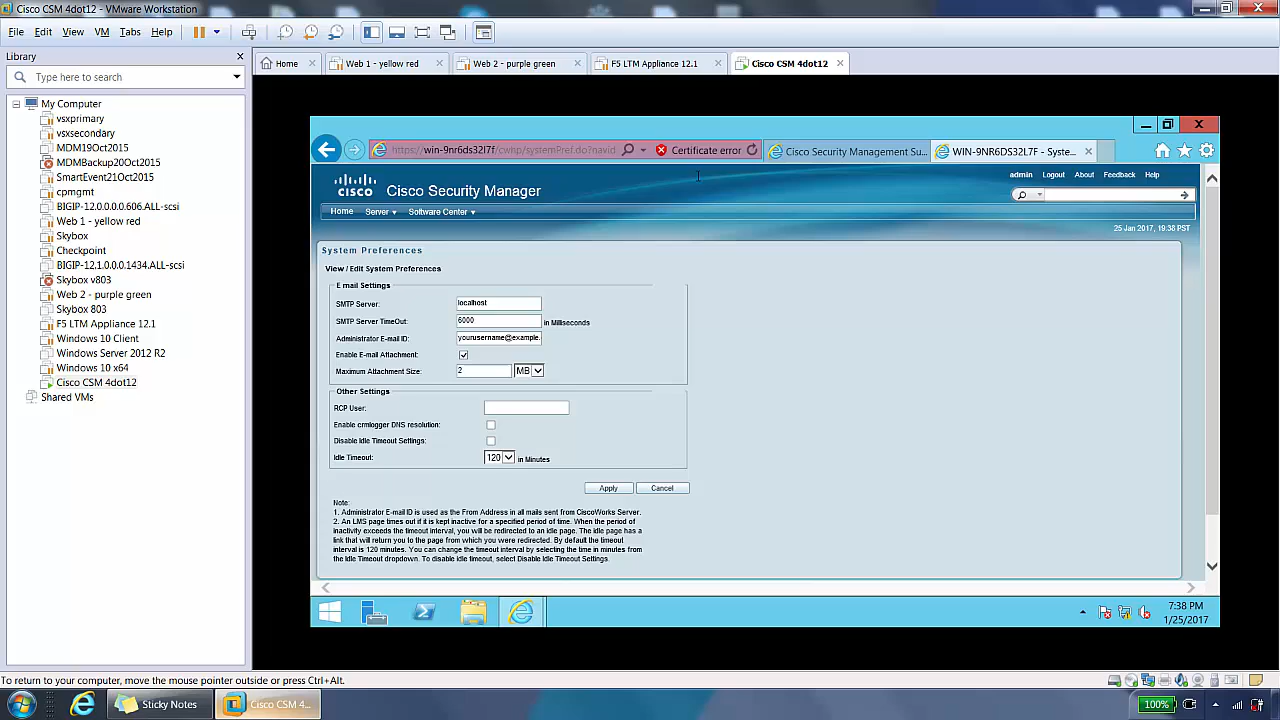 Cisco CSM 4dot12 - VMware Workstation
File Edit View VM Tabs Help
Library
Type here to search
My Computer
vsxprimary
vsxsecondary
MDM19Oct2015
MDMBackup20Oct2015
SmartEvent21Oct2015
cpmgmt
BIGIP-12.0.0.0.606.ALL-scsi
Web 1 - yellow red
Skybox
Checkpoint
BIGIP-12.1.0.0.1434.ALL-scsi
Skybox v803
Web 2 - purple green
Skybox 803
F5 LTM Appliance 12.1
Windows 10 Client
Windows Server 2012 R2
Windows 10 x64
Cisco CSM 4dot12
Shared VMs
Home Web 1 - yellow red Web 2 - purple green F5 LTM Appliance 12.1 Cisco CSM 4dot12
https://win-9nr6ds32l7f/cwhp/systemPref.do?navid Certificate error Cisco Security Management Su... WIN-9NR6DS32L7F - Syste...
CISCO Cisco Security Manager
admin Logout About Feedback Help
Home Server Software Center
25 Jan 2017, 19:38 PST
System Preferences
View / Edit System Preferences
E mail Settings
SMTP Server: localhost
SMTP Server TimeOut: 6000 in Milliseconds
Administrator E-mail ID: yourusername@example.
Enable E-mail Attachment:
Maximum Attachment Size: 2 MB
Other Settings
RCP User:
Enable crmlogger DNS resolution:
Disable Idle Timeout Settings:
Idle Timeout: 120 in Minutes
Apply Cancel
Note:
1. Administrator E-mail ID is used as the From Address in all mails sent from CiscoWorks Server.
2. An LMS page times out if it is kept inactive for a specified period of time. When the period of
inactivity exceeds the timeout interval, you will be redirected to an idle page. The idle page has a
link that will return you to the page from which you were redirected. By default the timeout
interval is 120 minutes. You can change the timeout interval by selecting the time in minutes from
the Idle Timeout dropdown. To disable idle timeout, select Disable Idle Timeout Settings.
7:38 PM
1/25/2017
To return to your computer, move the mouse pointer outside or press Ctrl+Alt.
Sticky Notes Cisco CSM 4... 100%